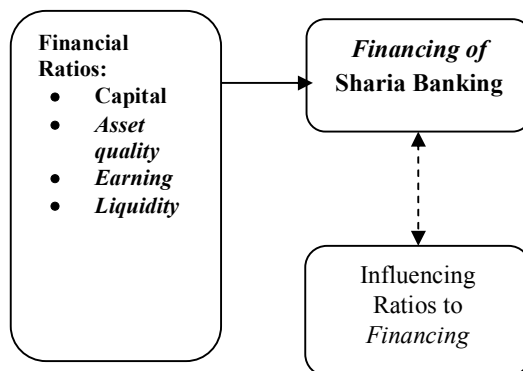 Financial
Ratios:
● Capital
● Asset
quality
● Earning
● Liquidity
Financing of
Sharia Banking
Influencing
Ratios to
Financing